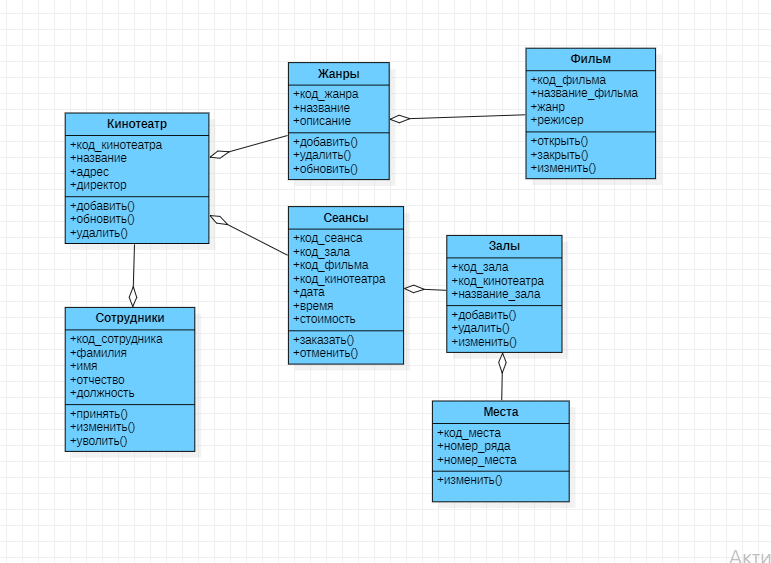 Кинотеатр
+код_кинотеатра
+название
+адрес
+директор
+добавить()
+обновить()
+удалить()
Жанры
+код_жанра
+название
+описание
+добавить()
+удалить()
+обновить()
Фильм
+код_фильма
+название_фильма
+жанр
+режисер
+открыть()
+закрыть()
+изменить()
Сеансы
+код_сеанса
+код_зала
+код_фильма
+код_кинотеатра
+дата
+время
+стоимость
+заказать()
+отменить()
Залы
+код_зала
+код_кинотеатра
+название_зала
+добавить()
+удалить()
+изменить()
Сотрудники
+код_сотрудника
+фамилия
+имя
+отчество
+должность
+принять()
+изменить()
+уволить()
Места
+код_места
+номер_ряда
+номер_места
+изменить()
Акти